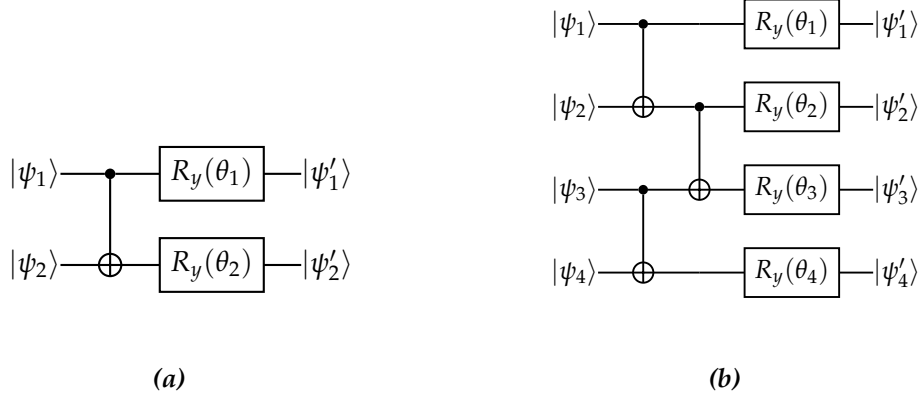 |ψ₁⟩ R_y(θ₁) |ψ′₁⟩
|ψ₂⟩ R_y(θ₂) |ψ′₂⟩
(a)
|ψ₁⟩ R_y(θ₁) |ψ′₁⟩
|ψ₂⟩ R_y(θ₂) |ψ′₂⟩
|ψ₃⟩ R_y(θ₃) |ψ′₃⟩
|ψ₄⟩ R_y(θ₄) |ψ′₄⟩
(b)